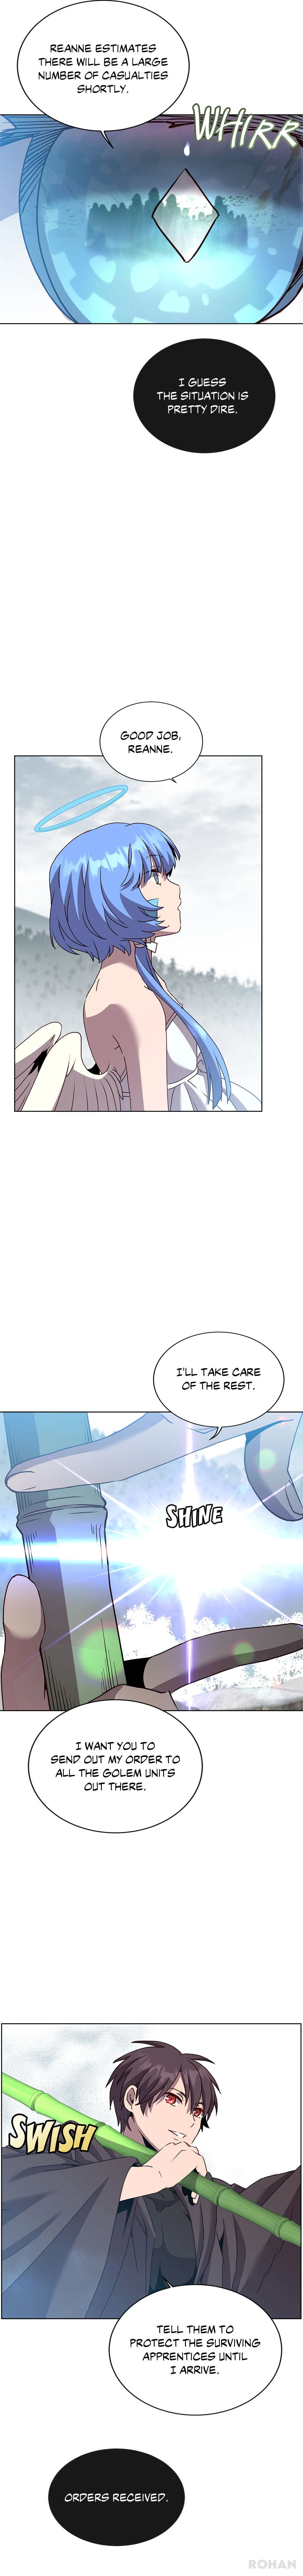 REANNE ESTIMATES
THERE WILL BE A LARGE
NUMBER OF CASUALTIES
SHORTLY.
WHIRR
I GUESS
THE SITUATION IS
PRETTY DIRE.
GOOD JOB,
REANNE.
I'LL TAKE CARE
OF THE REST.
SHINE
I WANT YOU TO
SEND OUT MY ORDER TO
ALL THE GOLEM UNITS
OUT THERE.
SWISH
TELL THEM TO
PROTECT THE SURVIVING
APPRENTICES UNTIL
I ARRIVE.
ORDERS RECEIVED.
ROHAN